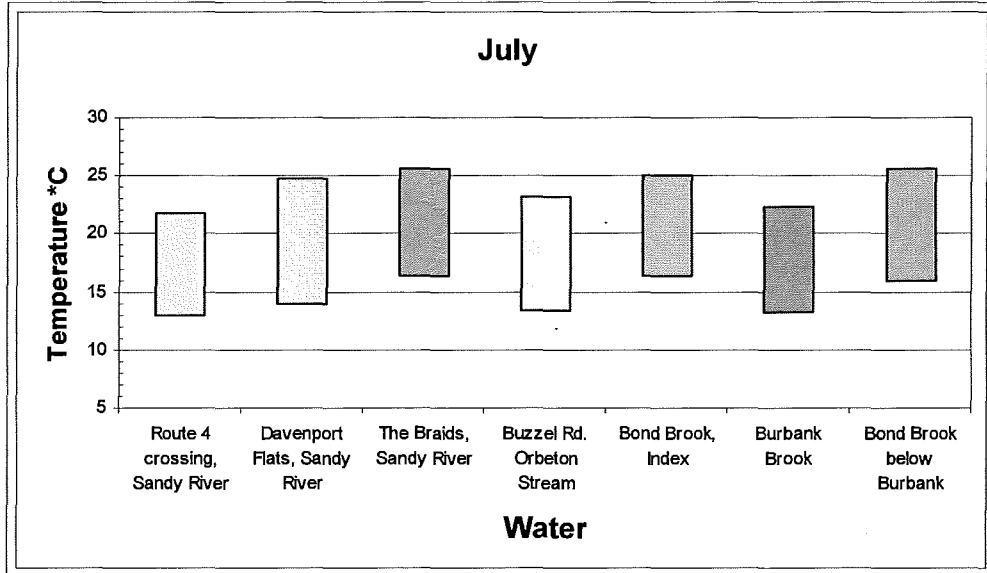 July
Temperature *C
30
25
20
15
10
5
Route 4
crossing,
Sandy River
Davenport
Flats, Sandy
River
The Braids,
Sandy River
Buzzel Rd.
Orbeton
Stream
Bond Brook,
Index
Burbank
Brook
Bond Brook
below
Burbank
Water